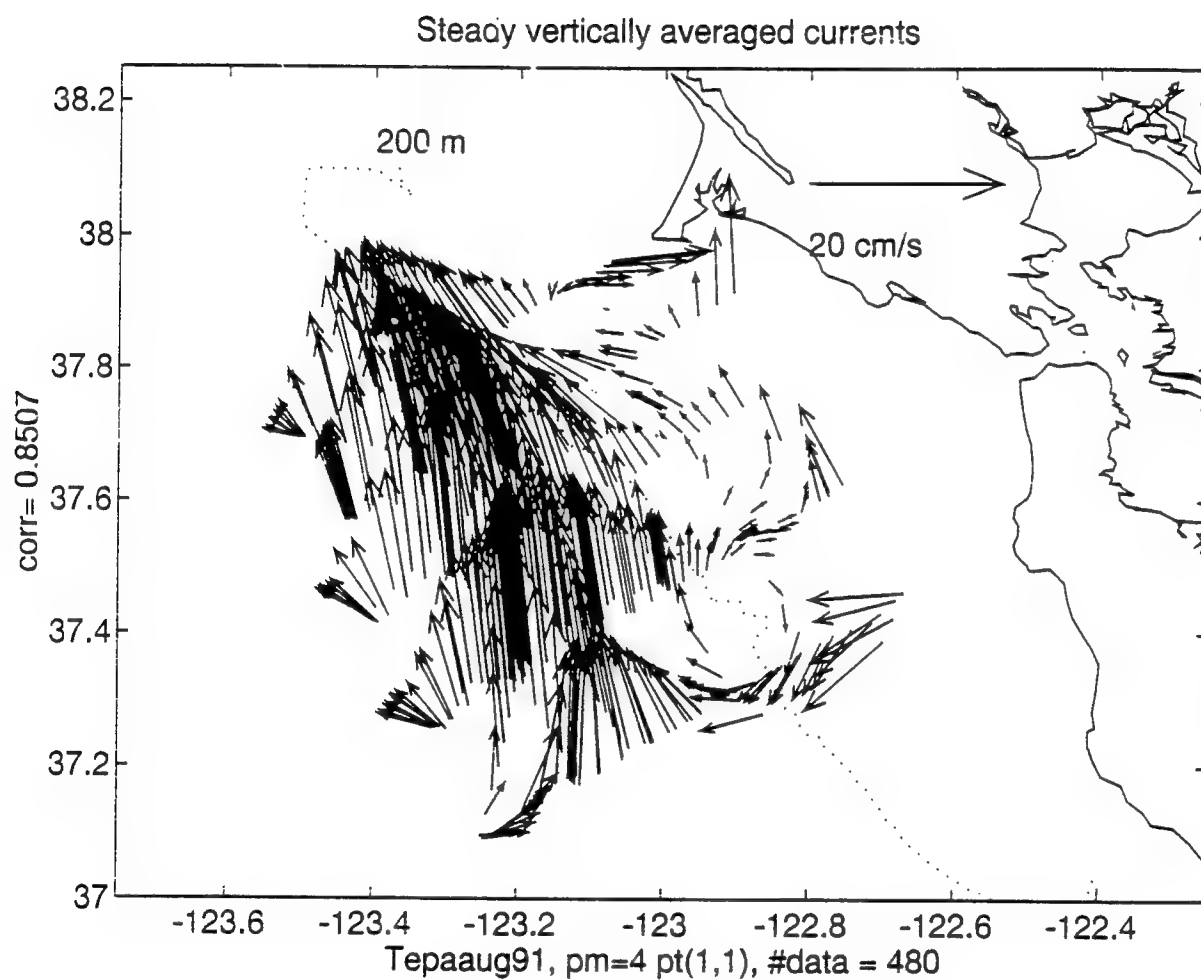 Steady vertically averaged currents
38.2
200 m
38
20 cm/s
37.8
corr= 0.8507
37.6
37.4
37.2
37
-123.6
-123.4
-123.2
-123
-122.8
-122.6
-122.4
Tepaaug91, pm=4 pt(1,1), #data = 480